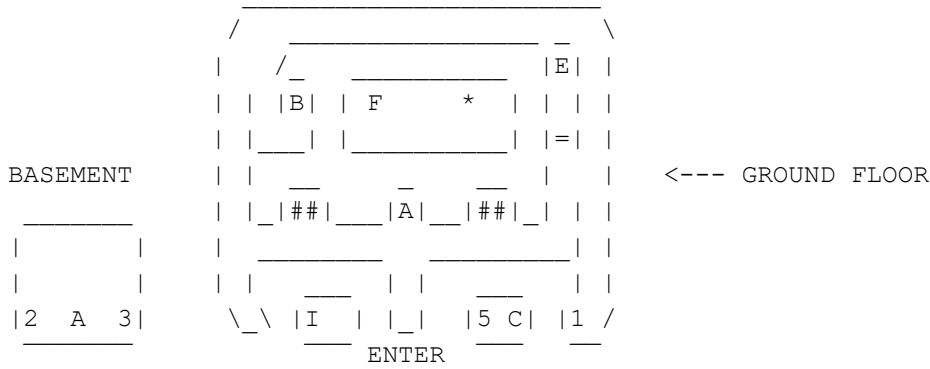 E
B F *
=
BASEMENT <--- GROUND FLOOR
## A ##
2 A 3 I 5 C 1
ENTER